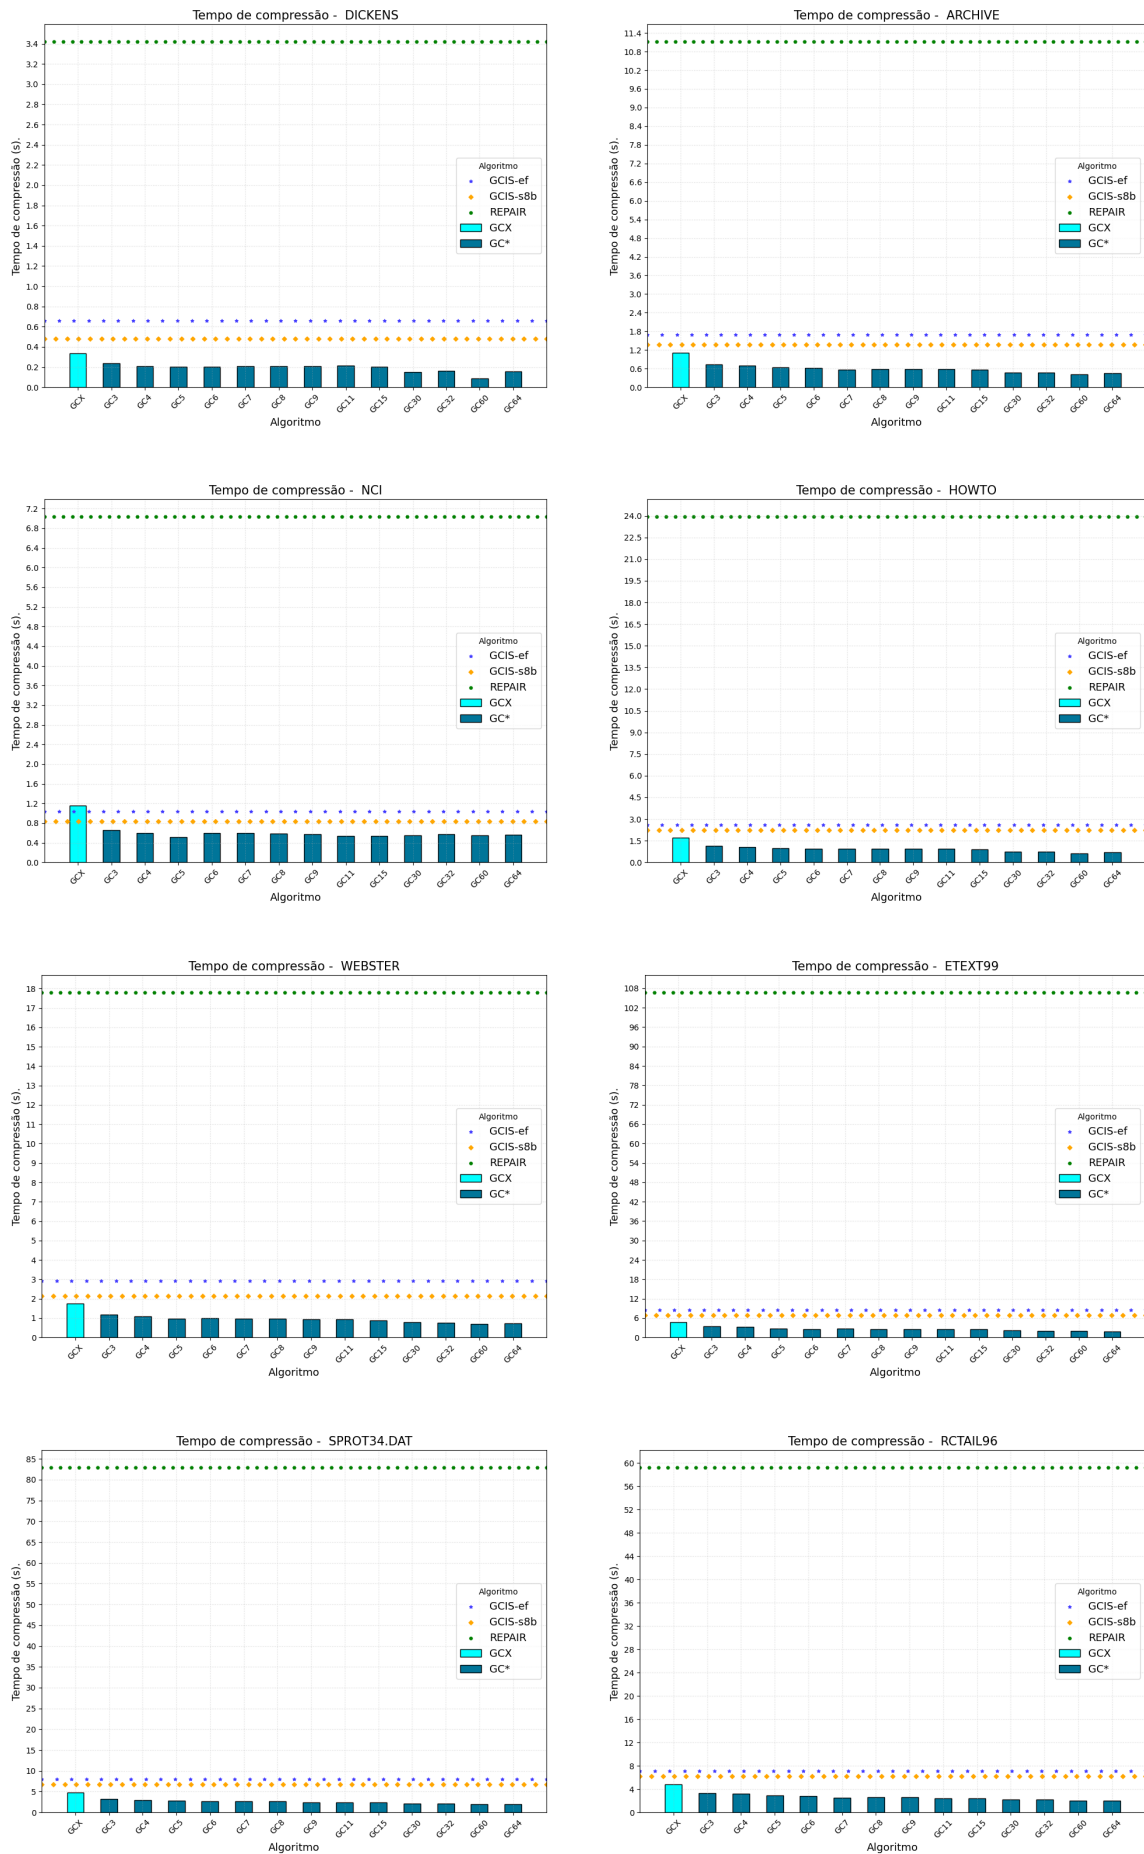 Tempo de compressão -  DICKENS
Tempo de compressão (s).
3.4
3.2
3.0
2.8
2.6
2.4
2.2
2.0
1.8
1.6
1.4
1.2
1.0
0.8
0.6
0.4
0.2
0.0
Algoritmo
GCIS-ef
GCIS-s8b
REPAIR
GCX
GC*
GCX GC3 GC4 GC5 GC6 GC7 GC8 GC9 GC11 GC15 GC30 GC32 GC60 GC64
Algoritmo
Tempo de compressão -  ARCHIVE
Tempo de compressão (s).
11.4
10.8
10.2
9.6
9.0
8.4
7.8
7.2
6.6
6.0
5.4
4.8
4.2
3.6
3.0
2.4
1.8
1.2
0.6
0.0
Algoritmo
GCIS-ef
GCIS-s8b
REPAIR
GCX
GC*
GCX GC3 GC4 GC5 GC6 GC7 GC8 GC9 GC11 GC15 GC30 GC32 GC60 GC64
Algoritmo
Tempo de compressão -  NCI
Tempo de compressão (s).
7.2
6.8
6.4
6.0
5.6
5.2
4.8
4.4
4.0
3.6
3.2
2.8
2.4
2.0
1.6
1.2
0.8
0.4
0.0
Algoritmo
GCIS-ef
GCIS-s8b
REPAIR
GCX
GC*
GCX GC3 GC4 GC5 GC6 GC7 GC8 GC9 GC11 GC15 GC30 GC32 GC60 GC64
Algoritmo
Tempo de compressão -  HOWTO
Tempo de compressão (s).
24.0
22.5
21.0
19.5
18.0
16.5
15.0
13.5
12.0
10.5
9.0
7.5
6.0
4.5
3.0
1.5
0.0
Algoritmo
GCIS-ef
GCIS-s8b
REPAIR
GCX
GC*
GCX GC3 GC4 GC5 GC6 GC7 GC8 GC9 GC11 GC15 GC30 GC32 GC60 GC64
Algoritmo
Tempo de compressão -  WEBSTER
Tempo de compressão (s).
18
17
16
15
14
13
12
11
10
9
8
7
6
5
4
3
2
1
0
Algoritmo
GCIS-ef
GCIS-s8b
REPAIR
GCX
GC*
GCX GC3 GC4 GC5 GC6 GC7 GC8 GC9 GC11 GC15 GC30 GC32 GC60 GC64
Algoritmo
Tempo de compressão -  ETEXT99
Tempo de compressão (s).
108
102
96
90
84
78
72
66
60
54
48
42
36
30
24
18
12
6
0
Algoritmo
GCIS-ef
GCIS-s8b
REPAIR
GCX
GC*
GCX GC3 GC4 GC5 GC6 GC7 GC8 GC9 GC11 GC15 GC30 GC32 GC60 GC64
Algoritmo
Tempo de compressão -  SPROT34.DAT
Tempo de compressão (s).
85
80
75
70
65
60
55
50
45
40
35
30
25
20
15
10
5
0
Algoritmo
GCIS-ef
GCIS-s8b
REPAIR
GCX
GC*
GCX GC3 GC4 GC5 GC6 GC7 GC8 GC9 GC11 GC15 GC30 GC32 GC60 GC64
Algoritmo
Tempo de compressão -  RCTAIL96
Tempo de compressão (s).
60
56
52
48
44
40
36
32
28
24
20
16
12
8
4
0
Algoritmo
GCIS-ef
GCIS-s8b
REPAIR
GCX
GC*
GCX GC3 GC4 GC5 GC6 GC7 GC8 GC9 GC11 GC15 GC30 GC32 GC60 GC64
Algoritmo